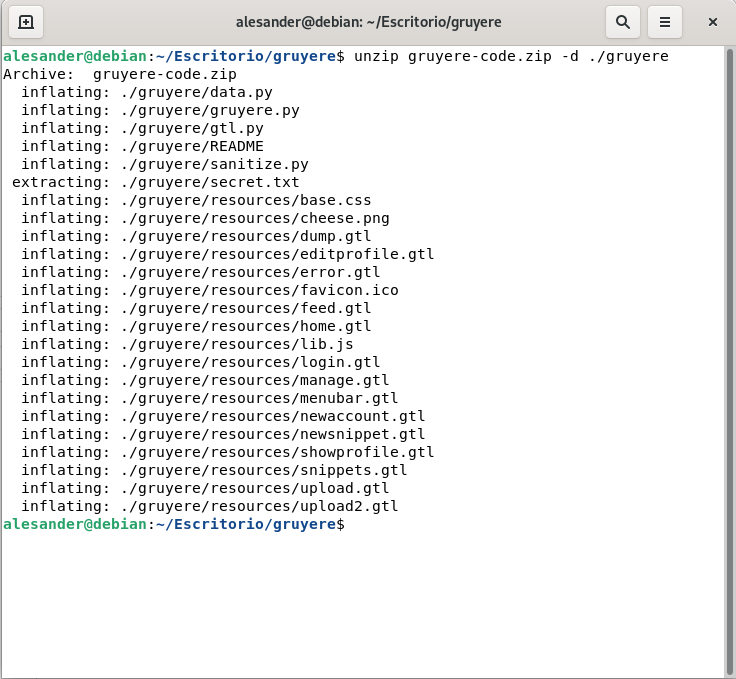 alesander@debian: ~/Escritorio/gruyere
alesander@debian:~/Escritorio/gruyere$ unzip gruyere-code.zip -d ./gruyere
Archive:  gruyere-code.zip
  inflating: ./gruyere/data.py
  inflating: ./gruyere/gruyere.py
  inflating: ./gruyere/gtl.py
  inflating: ./gruyere/README
  inflating: ./gruyere/sanitize.py
 extracting: ./gruyere/secret.txt
  inflating: ./gruyere/resources/base.css
  inflating: ./gruyere/resources/cheese.png
  inflating: ./gruyere/resources/dump.gtl
  inflating: ./gruyere/resources/editprofile.gtl
  inflating: ./gruyere/resources/error.gtl
  inflating: ./gruyere/resources/favicon.ico
  inflating: ./gruyere/resources/feed.gtl
  inflating: ./gruyere/resources/home.gtl
  inflating: ./gruyere/resources/lib.js
  inflating: ./gruyere/resources/login.gtl
  inflating: ./gruyere/resources/manage.gtl
  inflating: ./gruyere/resources/menubar.gtl
  inflating: ./gruyere/resources/newaccount.gtl
  inflating: ./gruyere/resources/newsnippet.gtl
  inflating: ./gruyere/resources/showprofile.gtl
  inflating: ./gruyere/resources/snippets.gtl
  inflating: ./gruyere/resources/upload.gtl
  inflating: ./gruyere/resources/upload2.gtl
alesander@debian:~/Escritorio/gruyere$